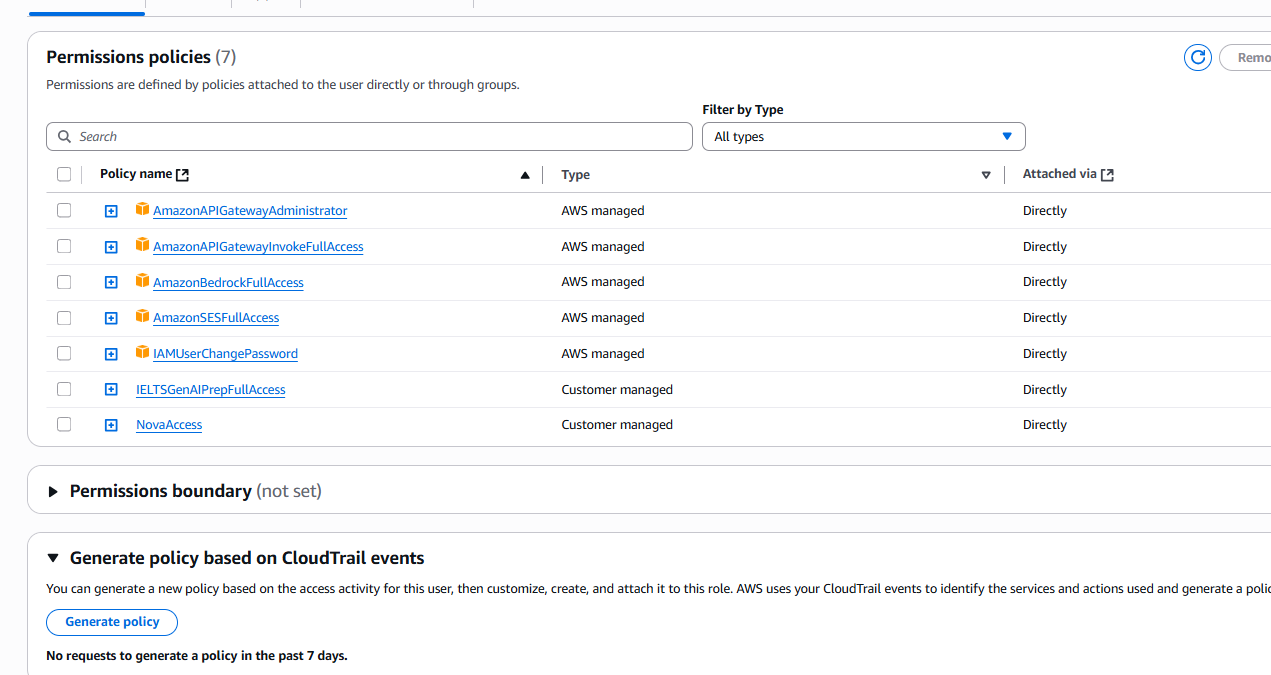 Permissions policies (7)
Remo
Permissions are defined by policies attached to the user directly or through groups.
Filter by Type
Search
All types
Policy name
Type
Attached via
AmazonAPIGatewayAdministrator
AWS managed
Directly
AmazonAPIGatewayInvokeFullAccess
AWS managed
Directly
AmazonBedrockFullAccess
AWS managed
Directly
AmazonSESFullAccess
AWS managed
Directly
IAMUserChangePassword
AWS managed
Directly
IELTSGenAIPrepFullAccess
Customer managed
Directly
NovaAccess
Customer managed
Directly
Permissions boundary (not set)
Generate policy based on CloudTrail events
You can generate a new policy based on the access activity for this user, then customize, create, and attach it to this role. AWS uses your CloudTrail events to identify the services and actions used and generate a polic
Generate policy
No requests to generate a policy in the past 7 days.